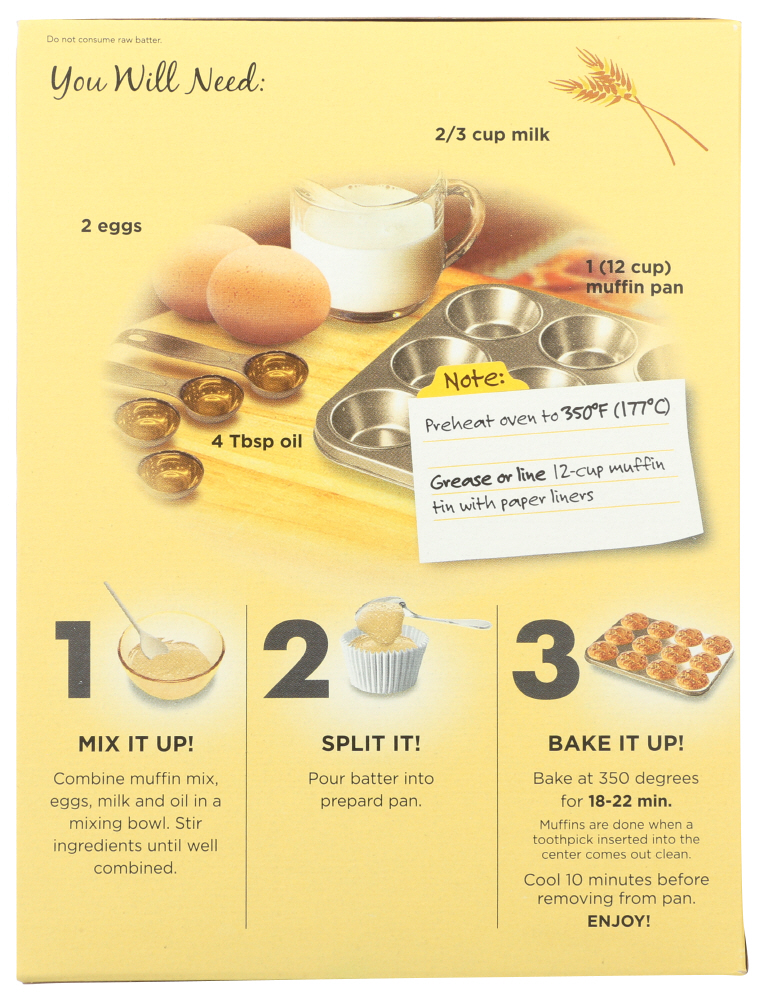 Do not consume raw batter.
You Will Need:
2/3 cup milk
2 eggs
1 (12 cup)
muffin pan
Note:
Preheat oven to 350°F (177°C)
4 Tbsp oil
Grease or line 12-cup muffin
tin with paper liners
1
MIX IT UP!
Combine muffin mix,
eggs, milk and oil in a
mixing bowl. Stir
ingredients until well
combined.
2
SPLIT IT!
Pour batter into
prepard pan.
3
BAKE IT UP!
Bake at 350 degrees
for 18-22 min.
Muffins are done when a
toothpick inserted into the
center comes out clean.
Cool 10 minutes before
removing from pan.
ENJOY!